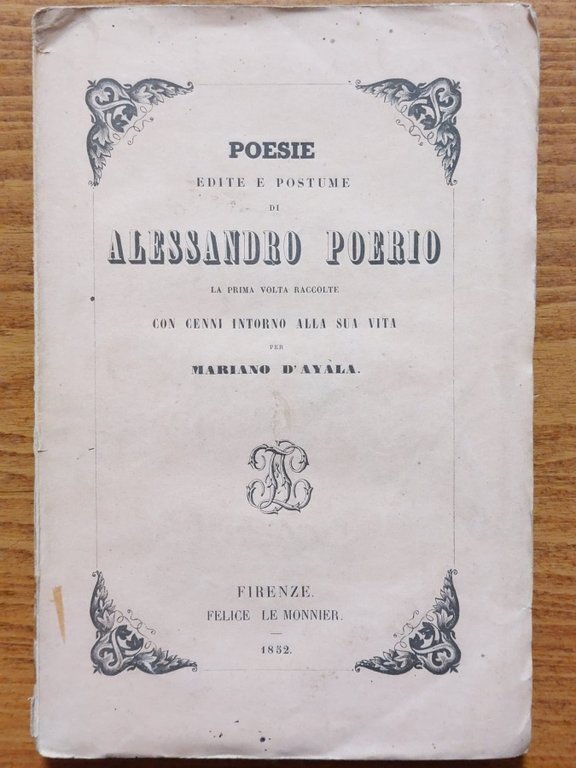 POESIE
EDITE E POSTUME
DI
ALESSANDRO POERIO
LA PRIMA VOLTA RACCOLTE
CON CENNI INTORNO ALLA SUA VITA
PER
MARIANO D'AYÀLA.
FIRENZE.
FELICE LE MONNIER.
1852.